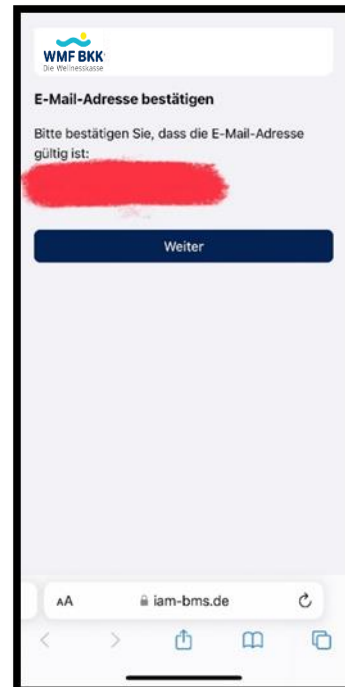 WMF BKK
Die Wellnesskasse
E-Mail-Adresse bestätigen
Bitte bestätigen Sie, dass die E-Mail-Adresse
gültig ist:
Weiter
AA
iam-bms.de